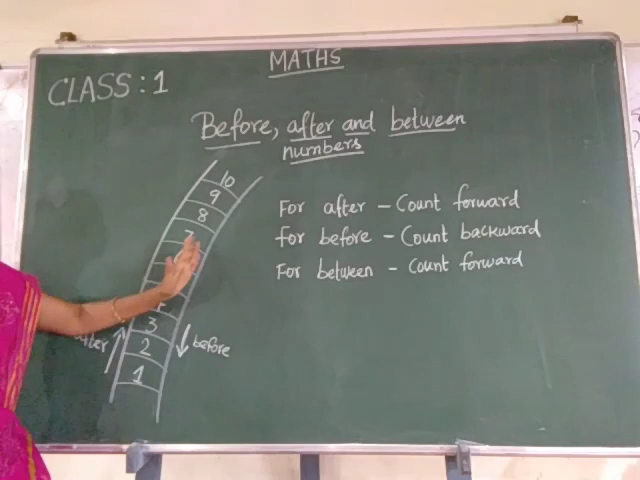 MATHS
CLASS : 1
Before, after and between
numbers
For after – Count forward
For before – Count backward
For between – Count forward
10
9
8
7
3
2
1
after
before